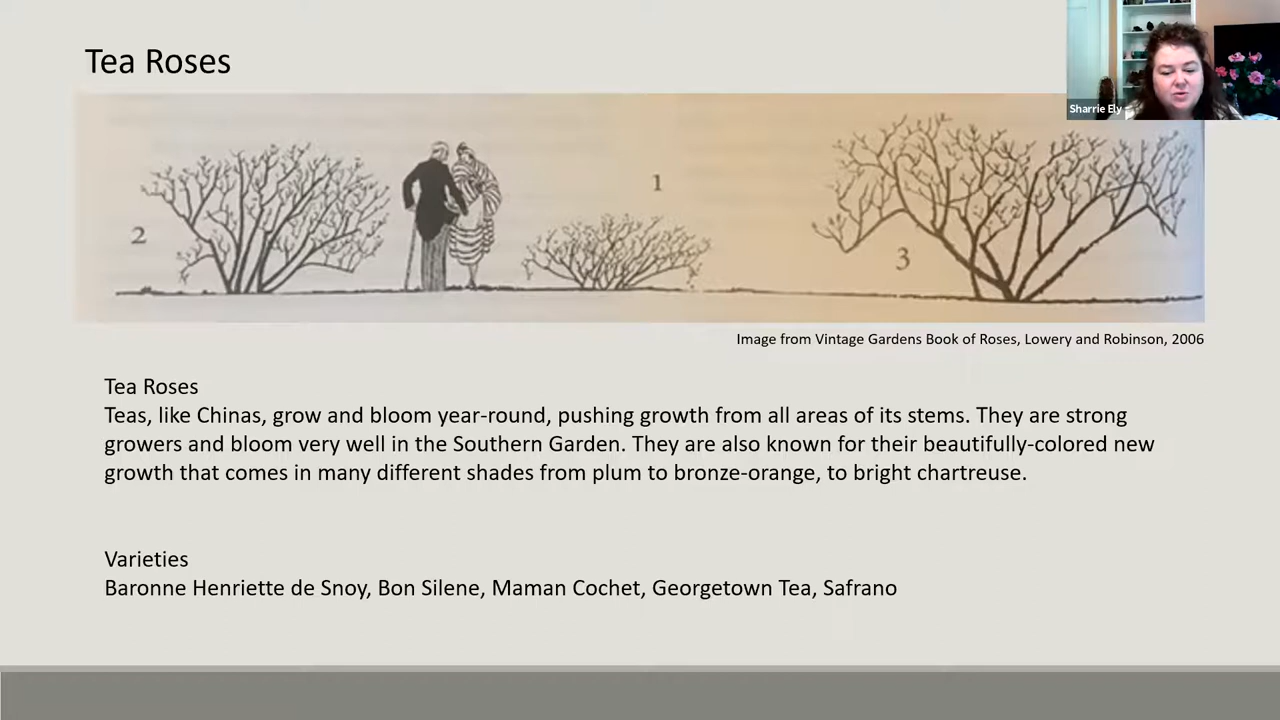 Tea Roses
Sharrie Ely
1
2
3
Image from Vintage Gardens Book of Roses, Lowery and Robinson, 2006
Tea Roses
Teas, like Chinas, grow and bloom year-round, pushing growth from all areas of its stems. They are strong
growers and bloom very well in the Southern Garden. They are also known for their beautifully-colored new
growth that comes in many different shades from plum to bronze-orange, to bright chartreuse.
Varieties
Baronne Henriette de Snoy, Bon Silene, Maman Cochet, Georgetown Tea, Safrano